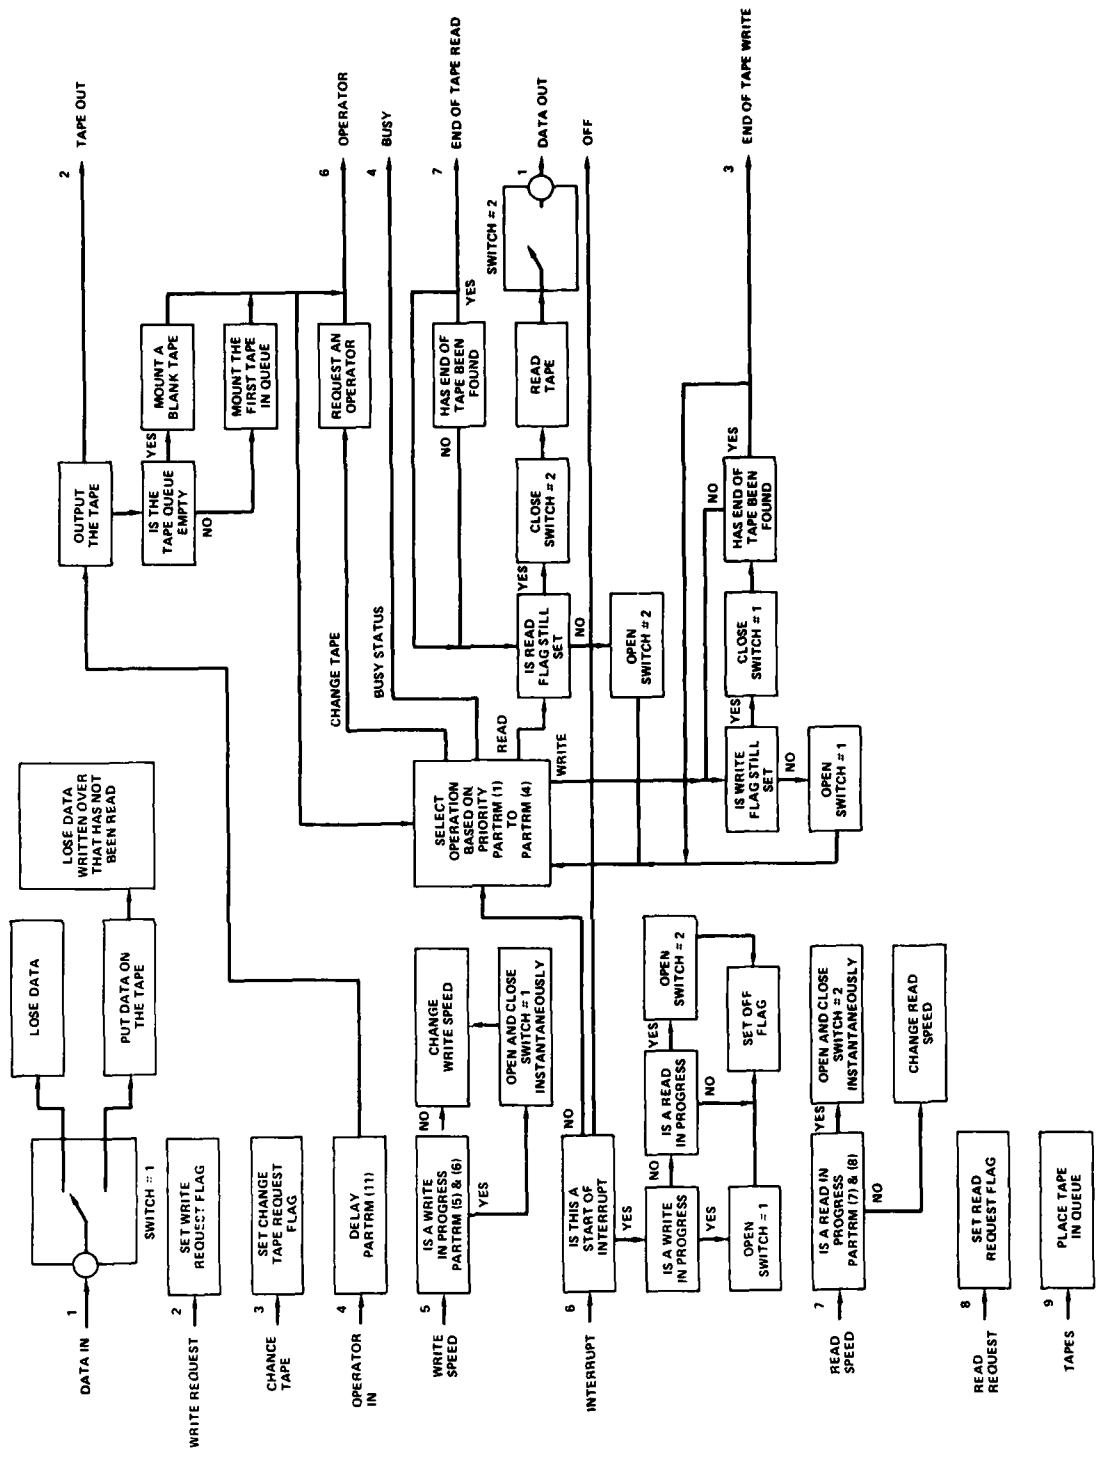 DATA IN
1
SWITCH # 1
LOSE DATA
PUT DATA ON
THE TAPE
LOSE DATA
WRITTEN OVER
THAT HAS NOT
BEEN READ
WRITE REQUEST
2
SET WRITE
REQUEST FLAG
CHANCE
TAPE
3
SET CHANGE
TAPE REQUEST
FLAG
OPERATOR
IN
4
DELAY
PARTRM (11)
OUTPUT
THE TAPE
2
TAPE OUT
IS THE
TAPE QUEUE
EMPTY
YES
NO
MOUNT A
BLANK TAPE
MOUNT THE
FIRST TAPE
IN QUEUE
CHANGE TAPE
REQUEST AN
OPERATOR
6
OPERATOR
BUSY STATUS
4
BUSY
WRITE
SPEED
5
IS A WRITE
IN PROGRESS
PARTRM (5) & (6)
NO
YES
CHANGE
WRITE SPEED
OPEN AND CLOSE
SWITCH # 1
INSTANTANEOUSLY
SELECT
OPERATION
BASED ON
PRIORITY
PARTRM (1)
TO
PARTRM (4)
READ
WRITE
NO
HAS END OF
TAPE BEEN
FOUND
YES
7
END OF TAPE READ
IS READ
FLAG STILL
SET
YES
NO
CLOSE
SWITCH # 2
READ
TAPE
SWITCH # 2
1
DATA OUT
OPEN
SWITCH # 2
INTERRUPT
6
IS THIS A
START OF
INTERRUPT
NO
YES
OFF
IS A WRITE
IN PROGRESS
NO
YES
IS A READ
IN PROGRESS
YES
NO
OPEN
SWITCH # 2
OPEN
SWITCH = 1
SET OFF
FLAG
IS WRITE
FLAG STILL
SET
YES
NO
CLOSE
SWITCH # 1
HAS END OF
TAPE BEEN
FOUND
NO
YES
3
END OF TAPE WRITE
OPEN
SWITCH # 1
READ
SPEED
7
IS A READ IN
PROGRESS
PARTRM (7) & (8)
YES
NO
OPEN AND CLOSE
SWITCH # 2
INSTANTANEOUSLY
CHANGE READ
SPEED
READ
REQUEST
8
SET READ
REQUEST FLAG
TAPES
9
PLACE TAPE
IN QUEUE